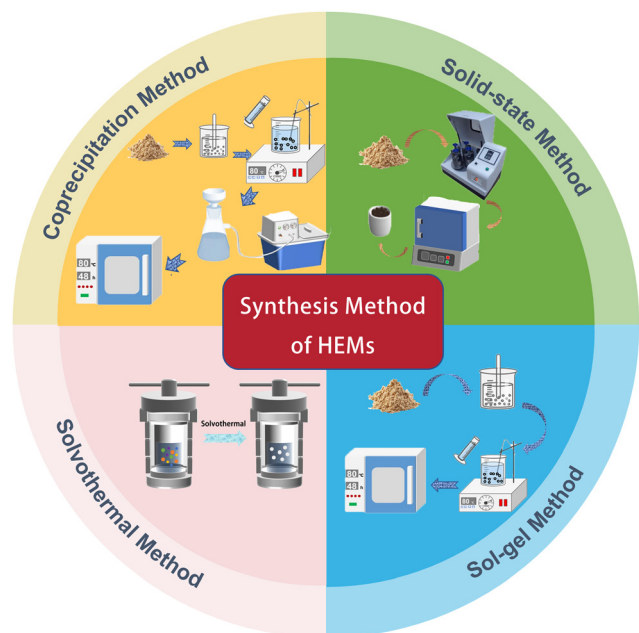 Coprecipitation Method
Solid-state Method
80
80 ℃
48 h
Synthesis Method
of HEMs
Solvothermal
80 ℃
48 h
80
Solvothermal Method
Sol-gel Method